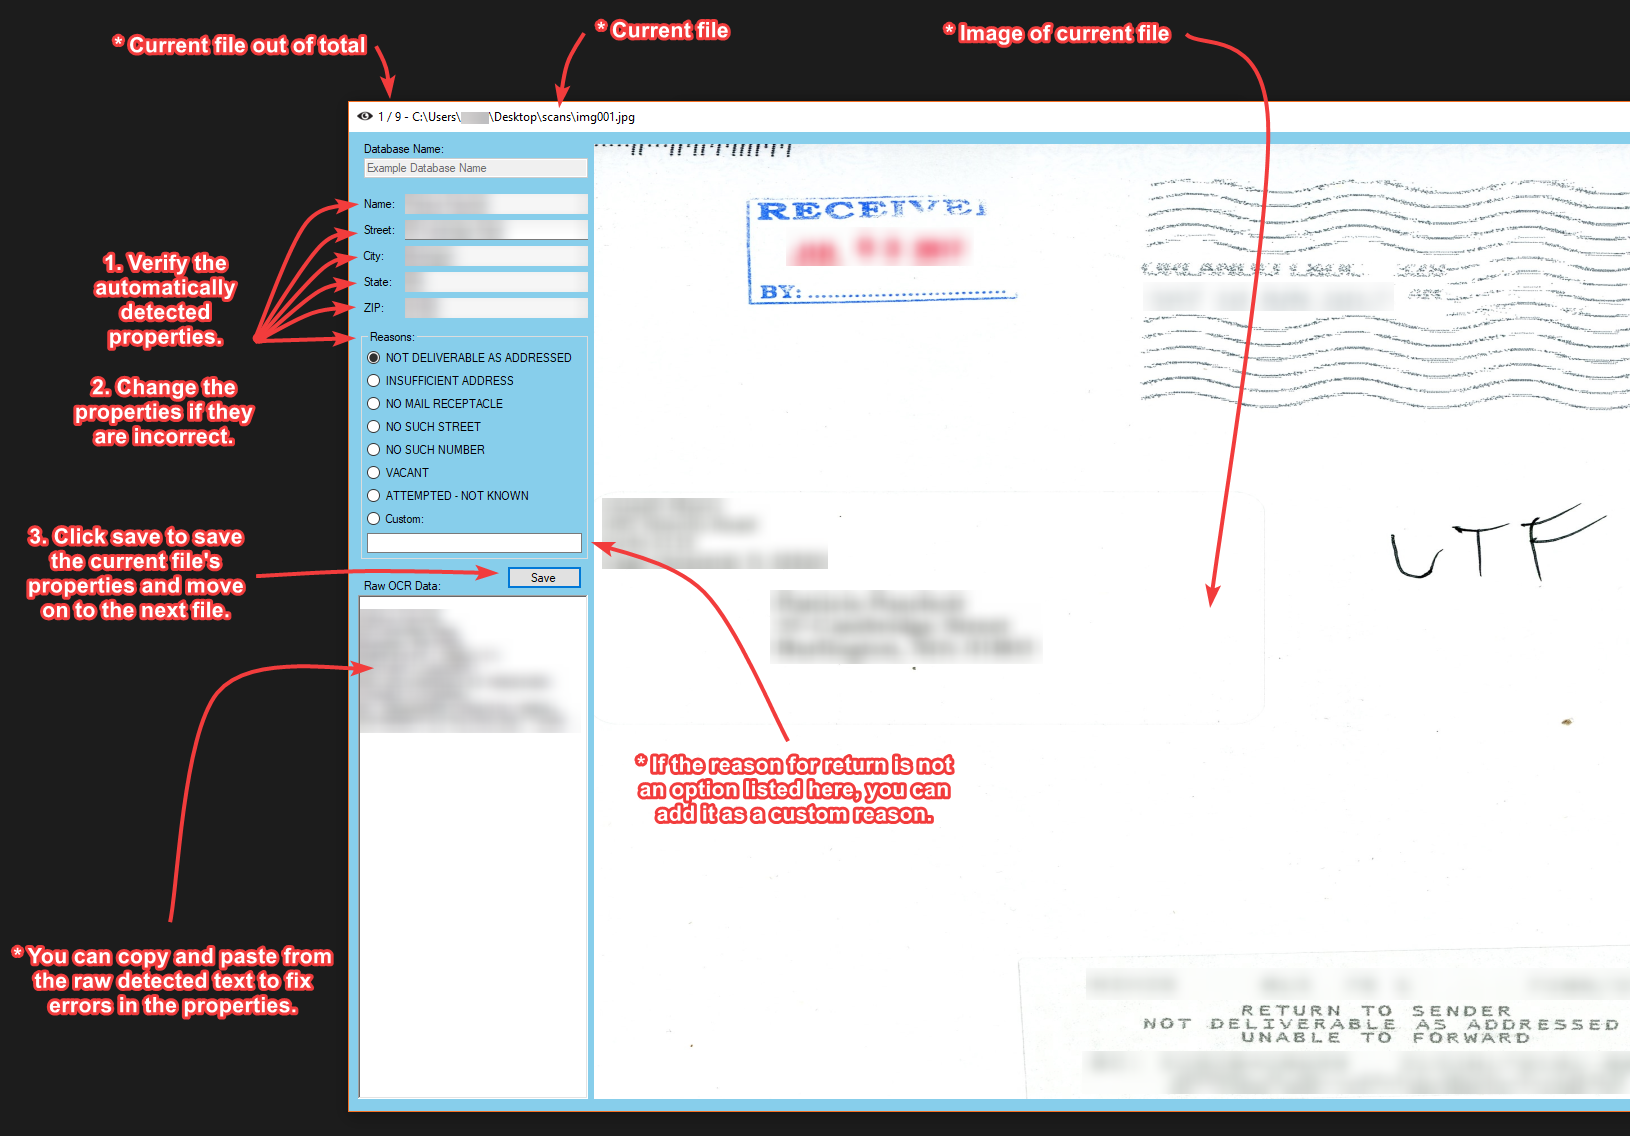 * Current file out of total
* Current file
* Image of current file
1 / 9 - C:\Users\
\Desktop\scans\img001.jpg
Database Name:
Example Database Name
Name:
Street:
City:
State:
ZIP:
1. Verify the
automatically
detected
properties.
2. Change the
properties if they
are incorrect.
Reasons:
NOT DELIVERABLE AS ADDRESSED
INSUFFICIENT ADDRESS
NO MAIL RECEPTACLE
NO SUCH STREET
NO SUCH NUMBER
VACANT
ATTEMPTED - NOT KNOWN
Custom:
3. Click save to save
the current file's
properties and move
on to the next file.
Save
Raw OCR Data:
* You can copy and paste from
the raw detected text to fix
errors in the properties.
RECEIVE
BY:
UTF
* If the reason for return is not
an option listed here, you can
add it as a custom reason.
RETURN TO SENDER
NOT DELIVERABLE AS ADDRESSED
UNABLE TO FORWARD